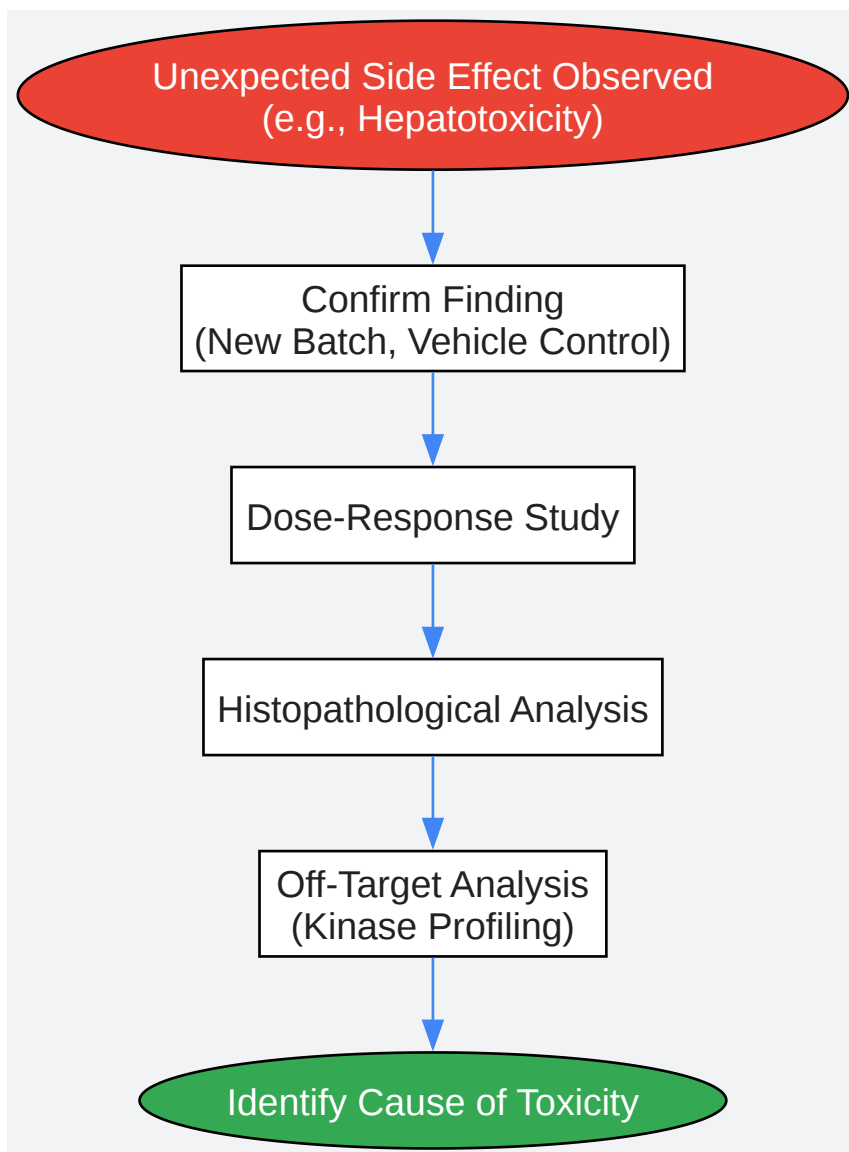 Unexpected Side Effect Observed
(e.g., Hepatotoxicity)
Confirm Finding
(New Batch, Vehicle Control)
Dose-Response Study
Histopathological Analysis
Off-Target Analysis
(Kinase Profiling)
Identify Cause of Toxicity